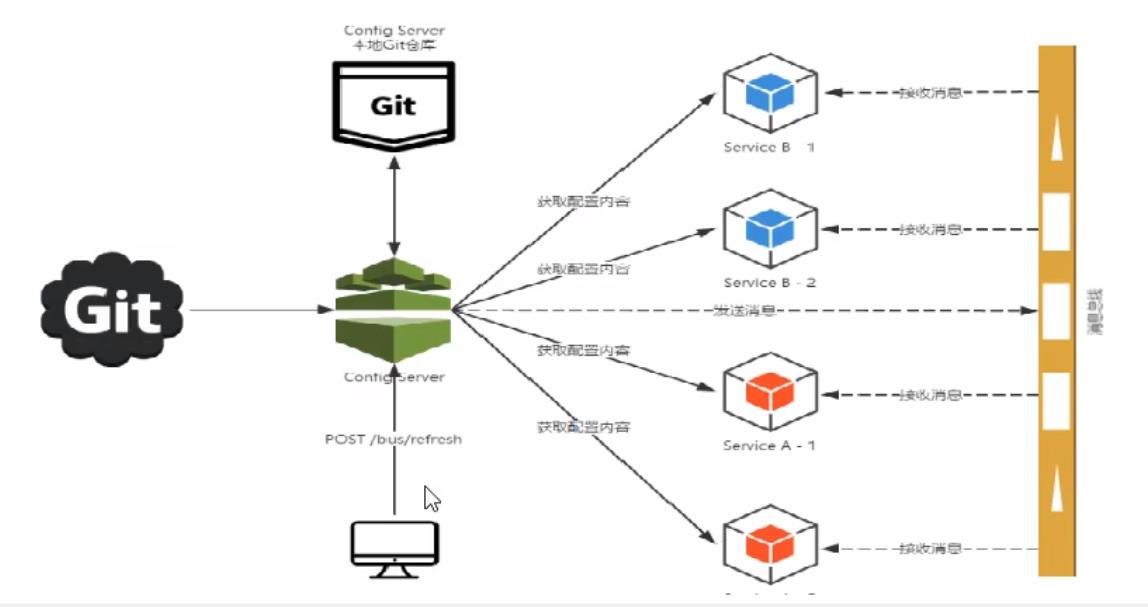 Config Server
本地Git仓库
Git
接收消息
Service B - 1
获取配置内容
接收消息
获取配置内容
Service B - 2
Git
发送消息
消息总线
获取配置内容
Config Server
接收消息
获取配置内容
POST /bus/refresh
Service A - 1
接收消息